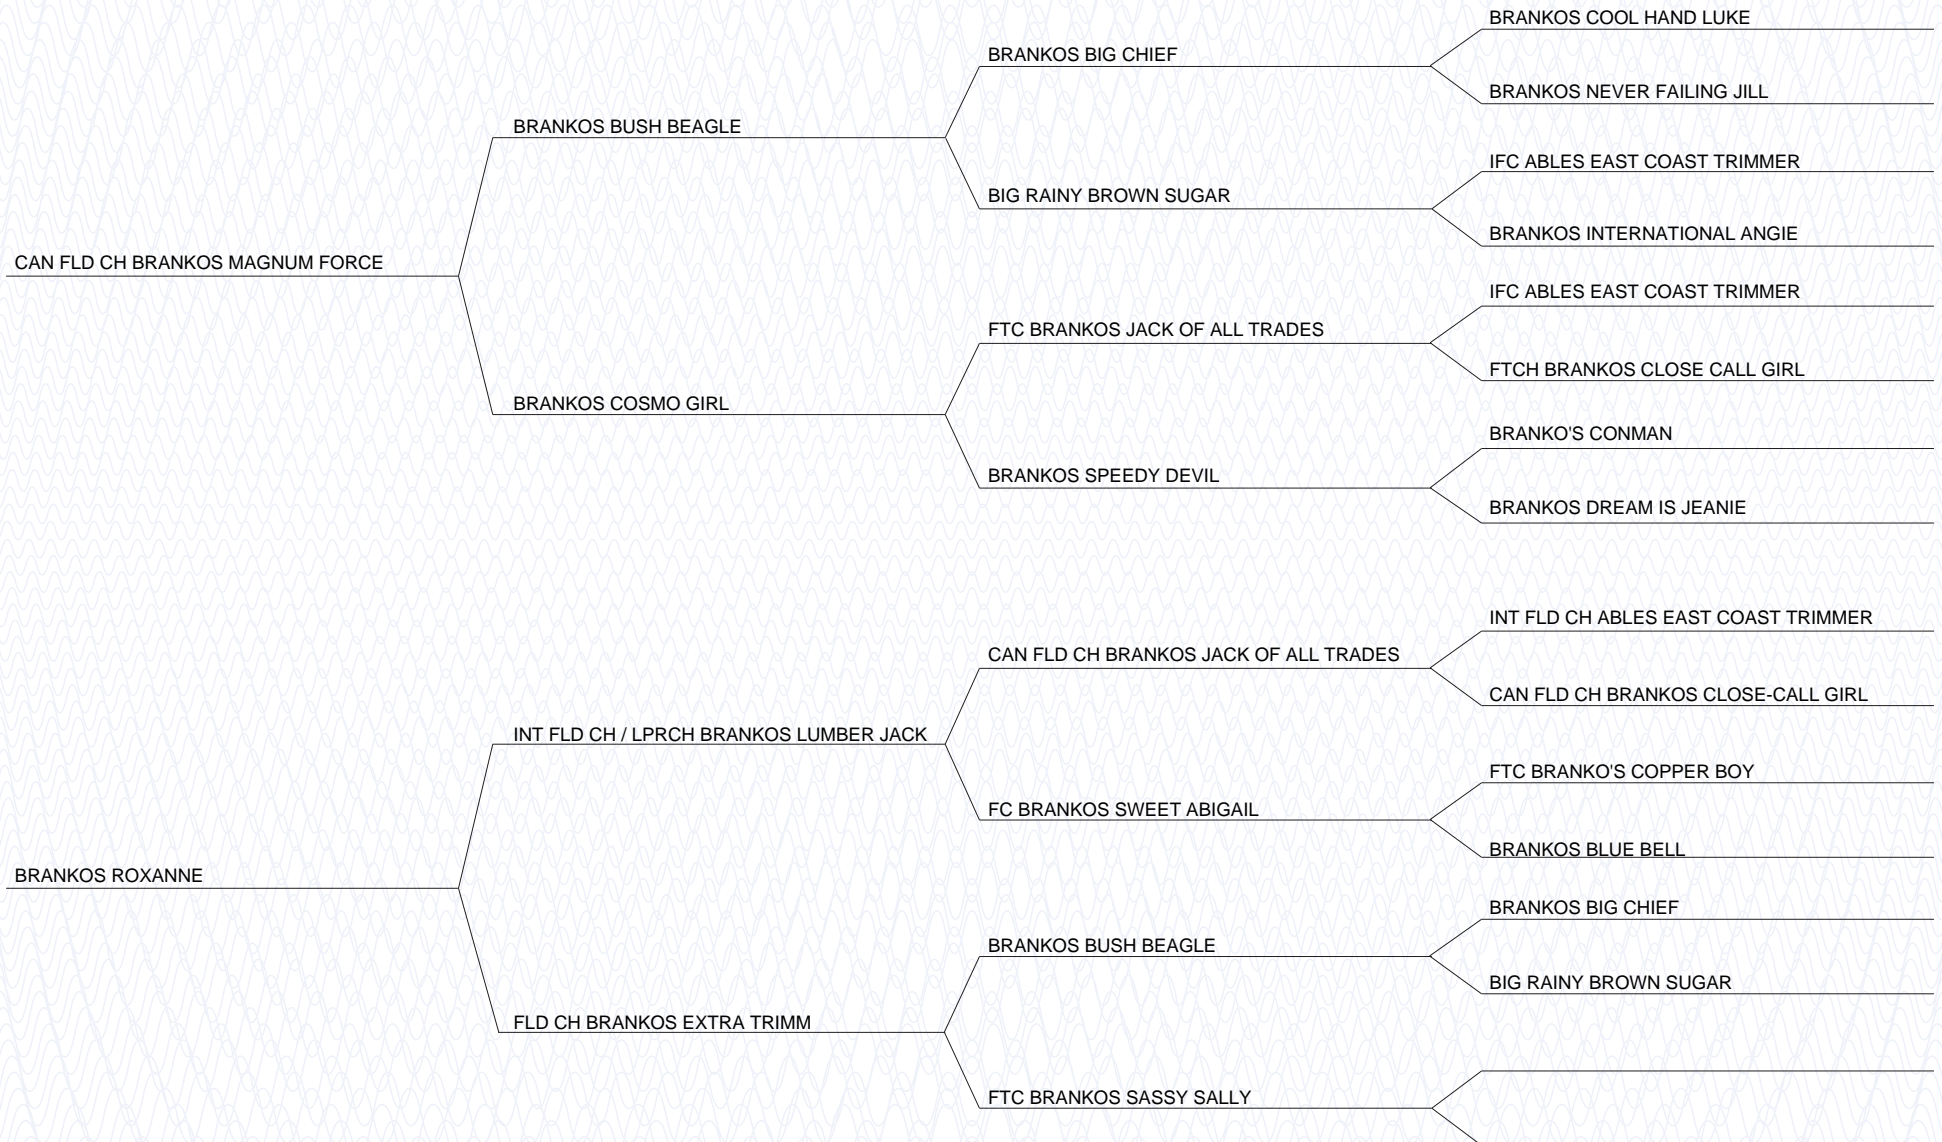 BRANKOS COOL HAND LUKE
BRANKOS BIG CHIEF
BRANKOS NEVER FAILING JILL
BRANKOS BUSH BEAGLE
IFC ABLES EAST COAST TRIMMER
BIG RAINY BROWN SUGAR
BRANKOS INTERNATIONAL ANGIE
CAN FLD CH BRANKOS MAGNUM FORCE
IFC ABLES EAST COAST TRIMMER
FTC BRANKOS JACK OF ALL TRADES
FTCH BRANKOS CLOSE CALL GIRL
BRANKOS COSMO GIRL
BRANKO'S CONMAN
BRANKOS SPEEDY DEVIL
BRANKOS DREAM IS JEANIE
INT FLD CH ABLES EAST COAST TRIMMER
CAN FLD CH BRANKOS JACK OF ALL TRADES
CAN FLD CH BRANKOS CLOSE-CALL GIRL
INT FLD CH / LPRCH BRANKOS LUMBER JACK
FTC BRANKO'S COPPER BOY
FC BRANKOS SWEET ABIGAIL
BRANKOS BLUE BELL
BRANKOS ROXANNE
BRANKOS BIG CHIEF
BRANKOS BUSH BEAGLE
BIG RAINY BROWN SUGAR
FLD CH BRANKOS EXTRA TRIMM
FTC BRANKOS SASSY SALLY